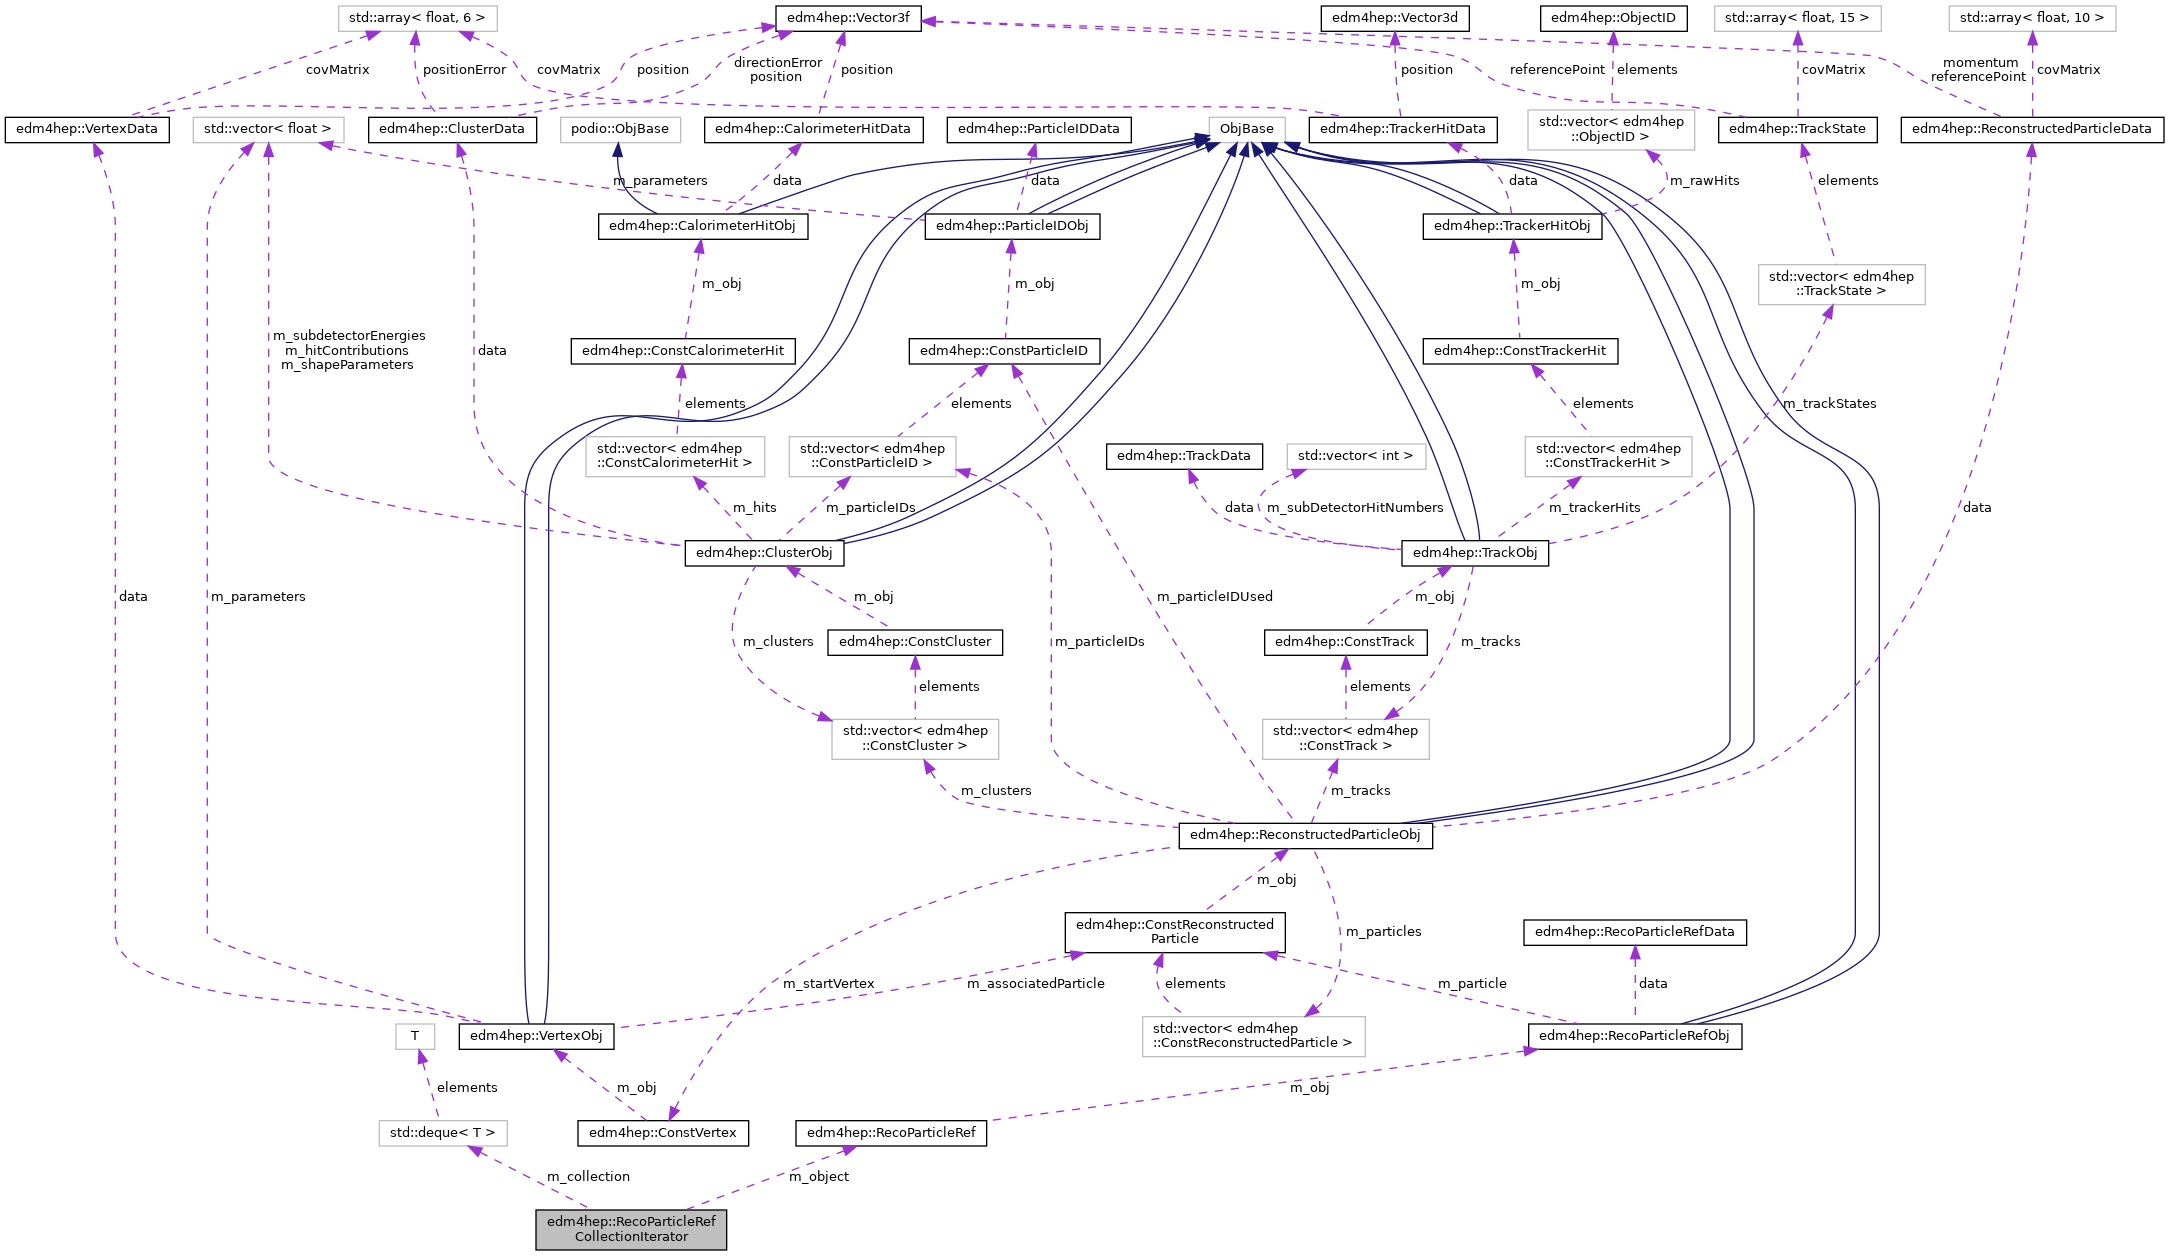 std::array< float, 6 >
edm4hep::Vector3f
edm4hep::Vector3d
edm4hep::ObjectID
std::array< float, 15 >
std::array< float, 10 >
covMatrix
positionError
covMatrix
position
directionError
position
position
referencePoint
position
elements
covMatrix
momentum
referencePoint
covMatrix
edm4hep::VertexData
std::vector< float >
edm4hep::ClusterData
podio::ObjBase
edm4hep::CalorimeterHitData
edm4hep::ParticleIDData
ObjBase
edm4hep::TrackerHitData
std::vector< edm4hep
::ObjectID >
edm4hep::TrackState
edm4hep::ReconstructedParticleData
m_parameters
data
data
data
m_rawHits
elements
edm4hep::CalorimeterHitObj
edm4hep::ParticleIDObj
edm4hep::TrackerHitObj
std::vector< edm4hep
::TrackState >
m_obj
m_obj
m_obj
m_subdetectorEnergies
m_hitContributions
m_shapeParameters
data
edm4hep::ConstCalorimeterHit
edm4hep::ConstParticleID
edm4hep::ConstTrackerHit
elements
elements
elements
m_trackStates
std::vector< edm4hep
::ConstCalorimeterHit >
std::vector< edm4hep
::ConstParticleID >
edm4hep::TrackData
std::vector< int >
std::vector< edm4hep
::ConstTrackerHit >
m_hits
m_particleIDs
data
m_subDetectorHitNumbers
m_trackerHits
data
edm4hep::ClusterObj
edm4hep::TrackObj
data
m_parameters
m_obj
m_particleIDUsed
m_obj
m_clusters
edm4hep::ConstCluster
m_particleIDs
edm4hep::ConstTrack
m_tracks
elements
elements
std::vector< edm4hep
::ConstCluster >
std::vector< edm4hep
::ConstTrack >
m_clusters
m_tracks
edm4hep::ReconstructedParticleObj
m_obj
edm4hep::ConstReconstructed
Particle
m_particles
edm4hep::RecoParticleRefData
m_startVertex
m_associatedParticle
elements
m_particle
data
T
edm4hep::VertexObj
std::vector< edm4hep
::ConstReconstructedParticle >
edm4hep::RecoParticleRefObj
elements
m_obj
m_obj
std::deque< T >
edm4hep::ConstVertex
edm4hep::RecoParticleRef
m_collection
m_object
edm4hep::RecoParticleRef
CollectionIterator